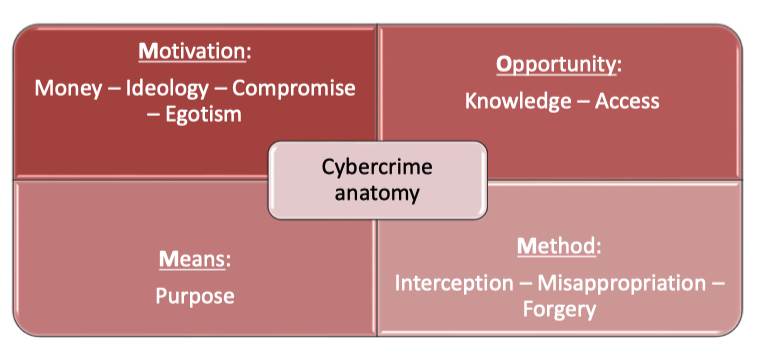 Motivation:
Money – Ideology – Compromise
– Egotism
Opportunity:
Knowledge – Access
Cybercrime
anatomy
Means:
Purpose
Method:
Interception – Misappropriation –
Forgery